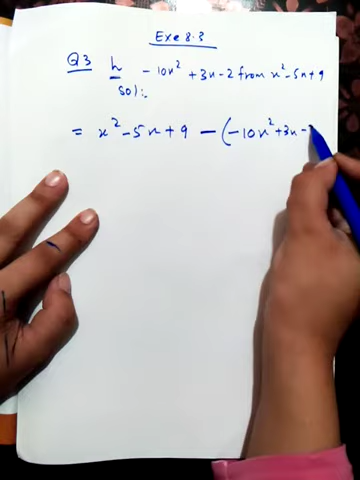 Exe 8.3
Q3 h -10x² + 3x - 2 from x² - 5x + 9
Sol:
= x² - 5x + 9 - (-10x² + 3x -